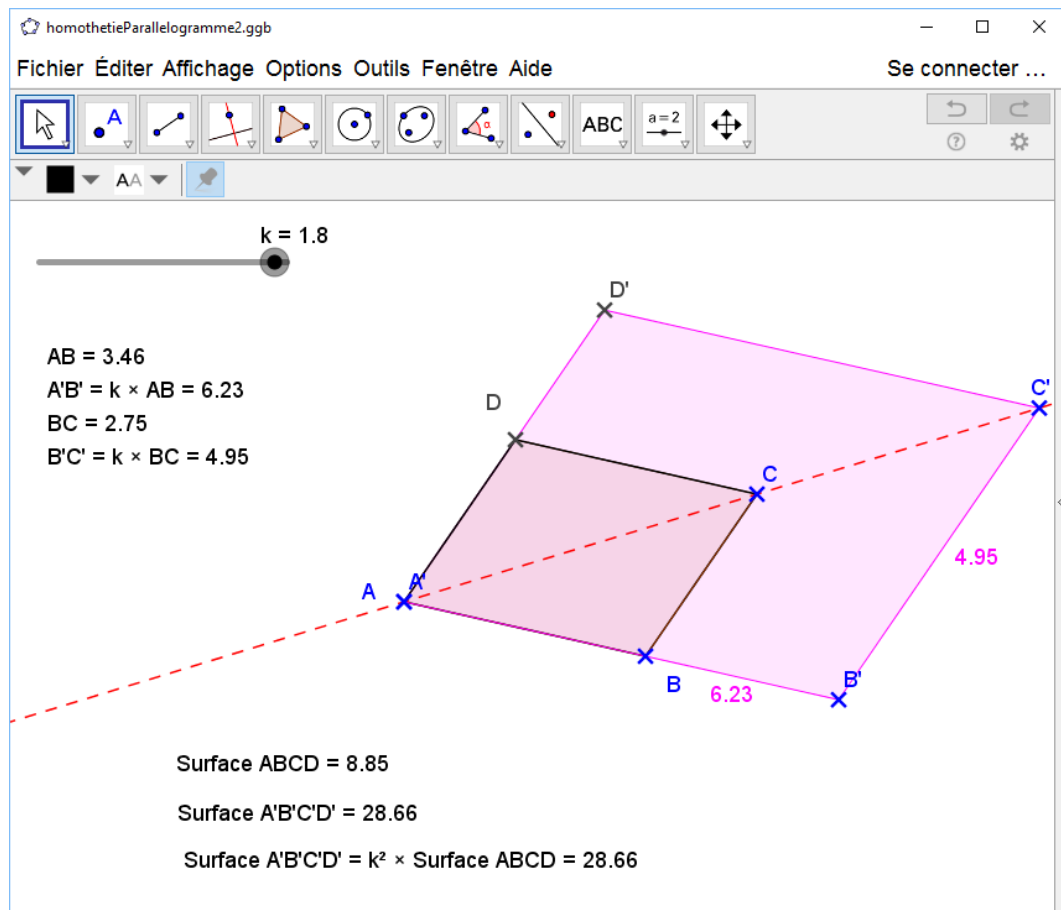 homothetieParallelogramme2.ggb
Fichier Éditer Affichage Options Outils Fenêtre Aide Se connecter ...
A α ABC a = 2
AA
k = 1.8
D'
AB = 3.46
A'B' = k × AB = 6.23
C'
D
BC = 2.75
B'C' = k × BC = 4.95
C
4.95
A A'
B 6.23 B'
Surface ABCD = 8.85
Surface A'B'C'D' = 28.66
Surface A'B'C'D' = k² × Surface ABCD = 28.66